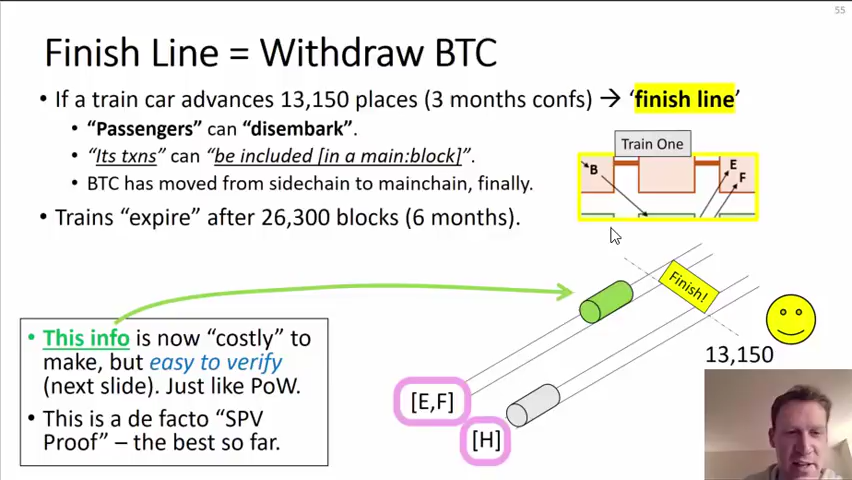 55
Finish Line = Withdraw BTC
• If a train car advances 13,150 places (3 months confs) → ‘finish line’
• “Passengers” can “disembark”.
• “Its txns” can “be included [in a main:block]”.
• BTC has moved from sidechain to mainchain, finally.
• Trains “expire” after 26,300 blocks (6 months).
Train One
B
E
F
Finish!
13,150
• This info is now “costly” to
make, but easy to verify
(next slide). Just like PoW.
• This is a de facto “SPV
Proof” – the best so far.
[E,F]
[H]